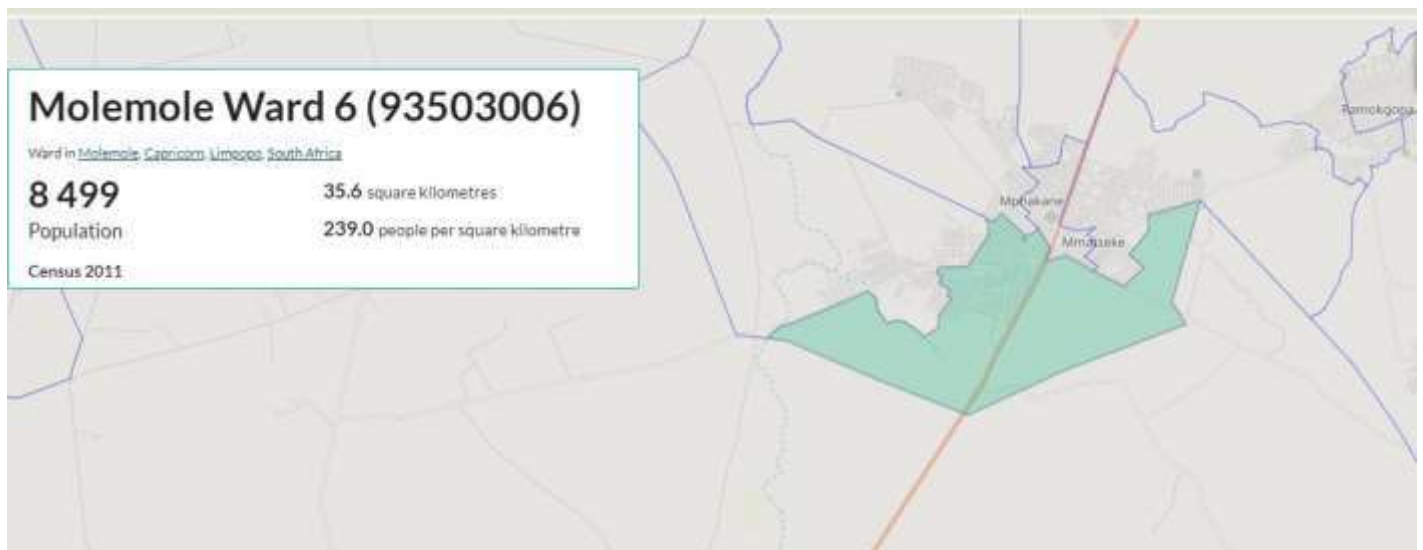 Molemole Ward 6 (93503006)
Ward in Molemole, Capricorn, Limpopo, South Africa
8 499
Population
35.6 square kilometres
239.0 people per square kilometre
Census 2011
Ramokgona
Mphakane